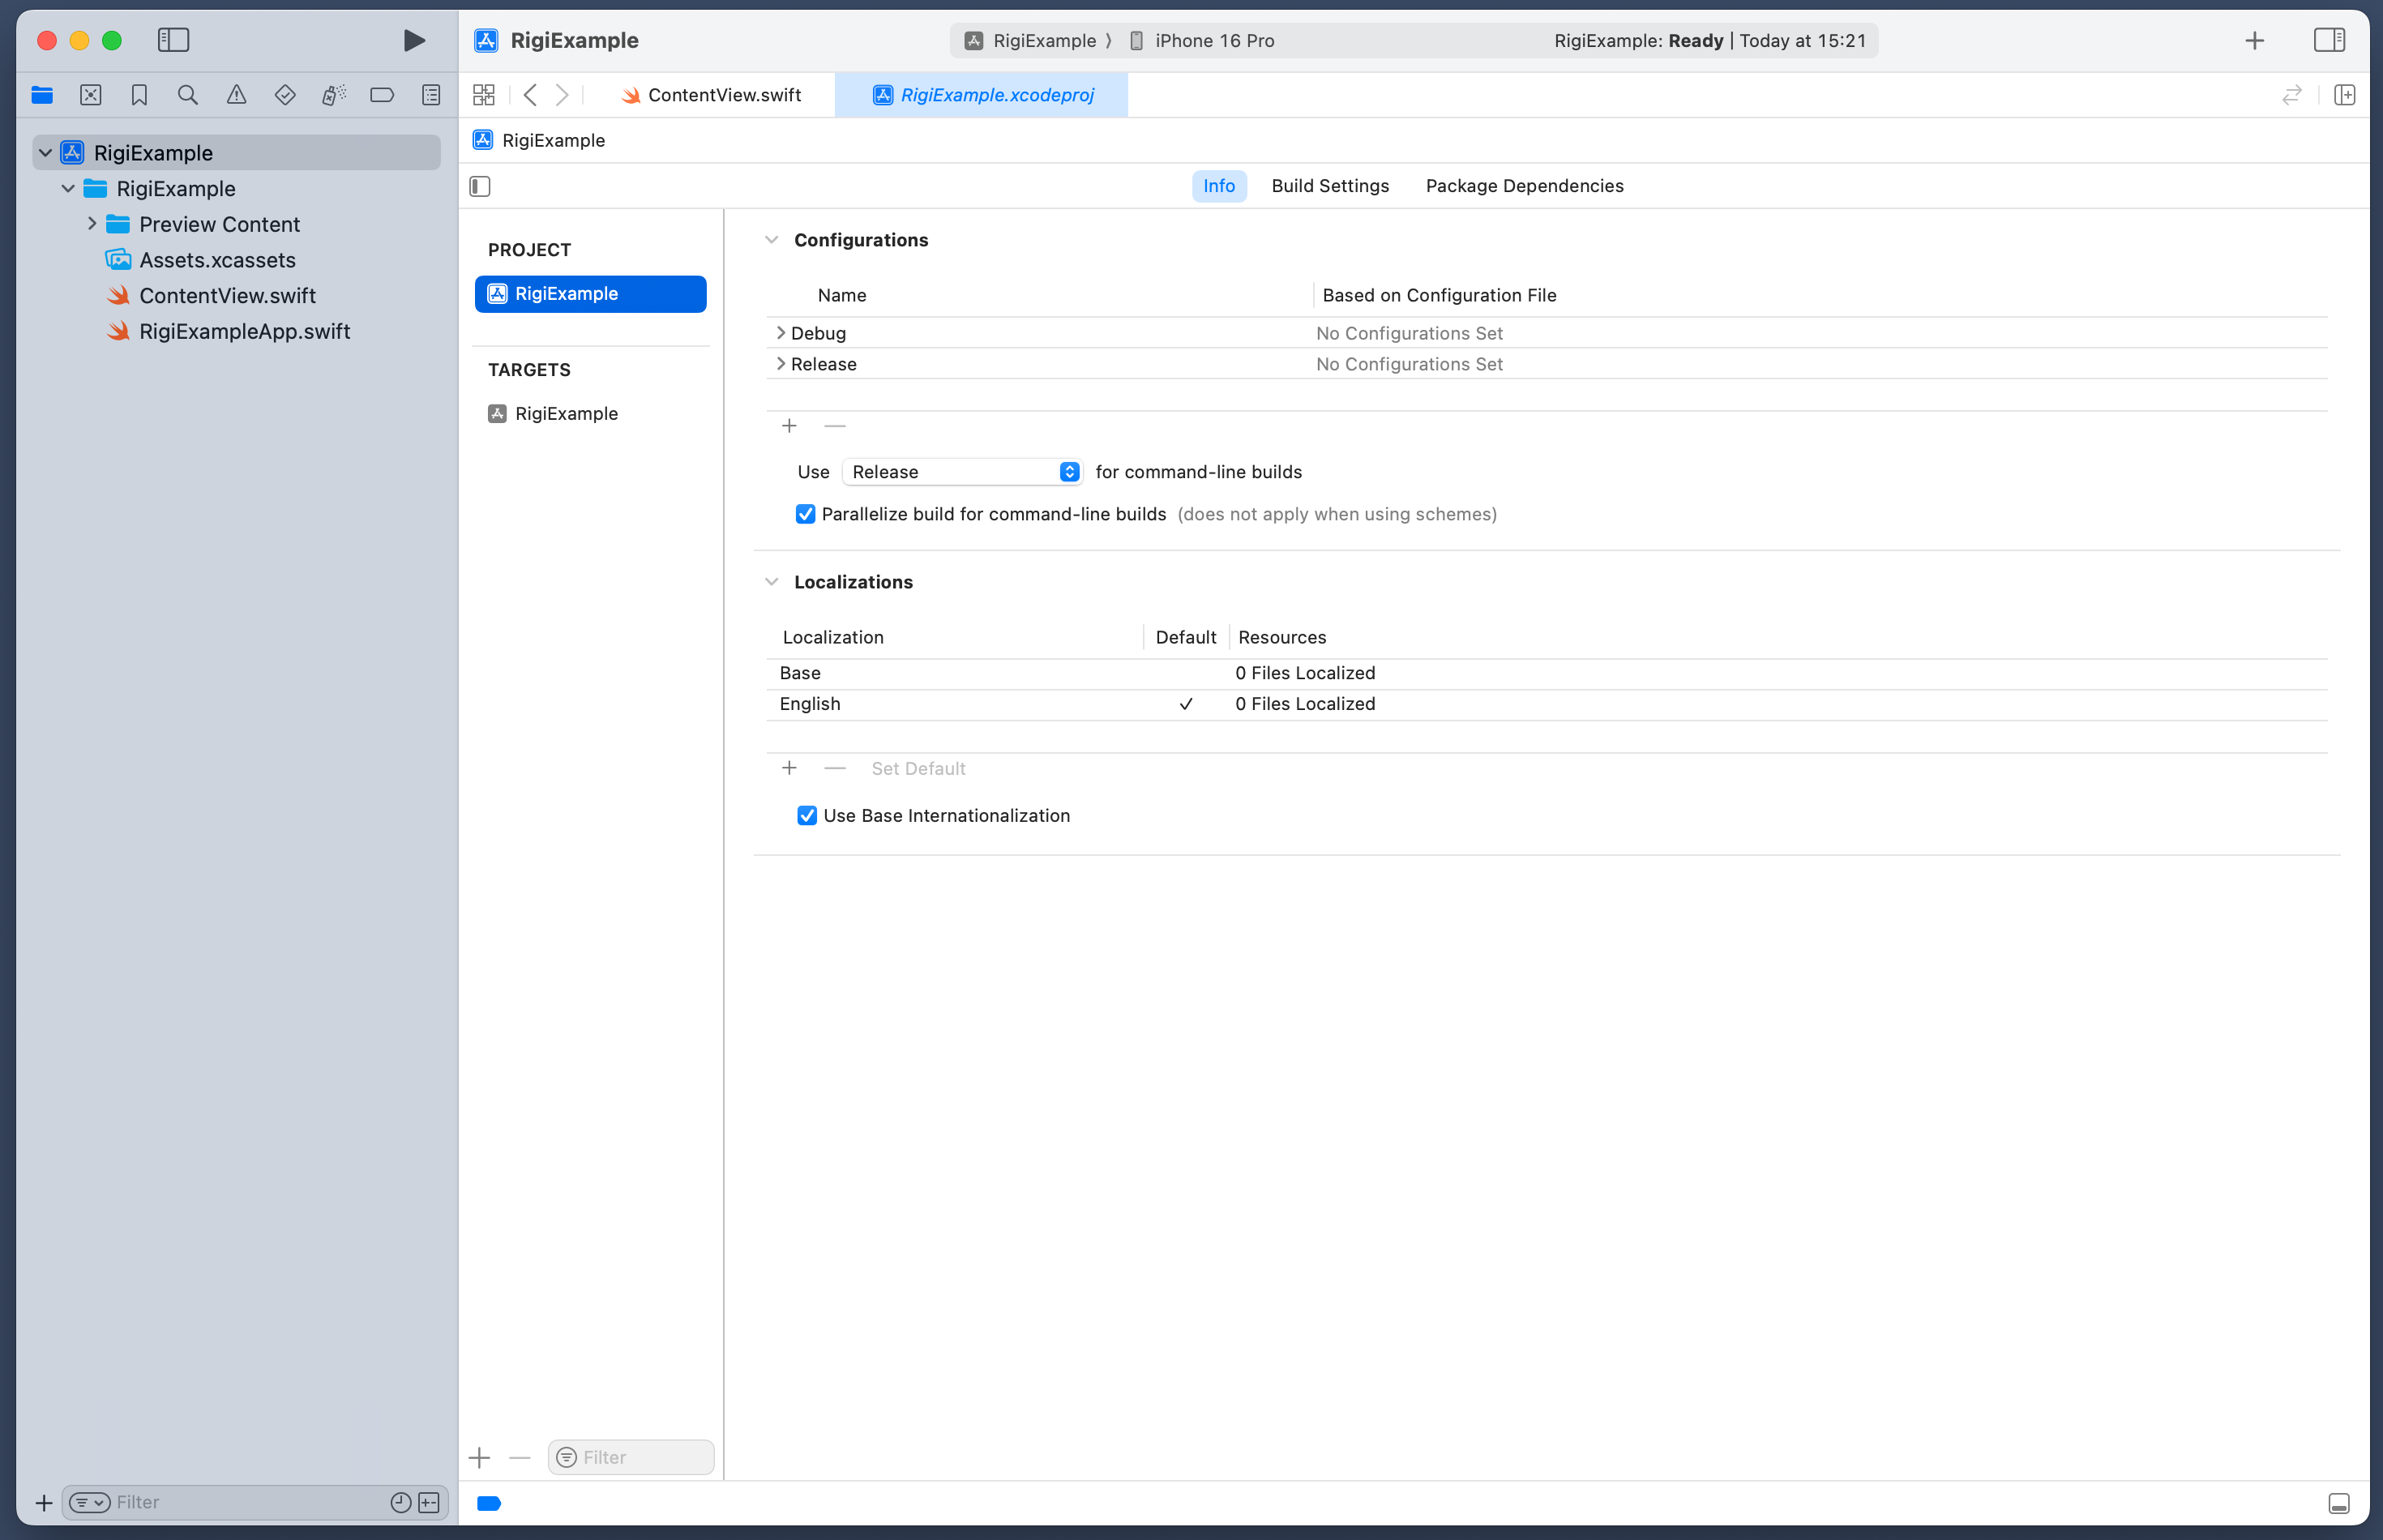 RigiExample
RigiExample
iPhone 16 Pro
RigiExample: Ready | Today at 15:21
ContentView.swift
RigiExample.xcodeproj
RigiExample
RigiExample
RigiExample
Preview Content
Assets.xcassets
ContentView.swift
RigiExampleApp.swift
Filter
Info
Build Settings
Package Dependencies
PROJECT
RigiExample
TARGETS
RigiExample
Filter
Configurations
Name
Based on Configuration File
Debug
No Configurations Set
Release
No Configurations Set
Use Release for command-line builds
Parallelize build for command-line builds (does not apply when using schemes)
Localizations
Localization
Default
Resources
Base
0 Files Localized
English
0 Files Localized
Set Default
Use Base Internationalization